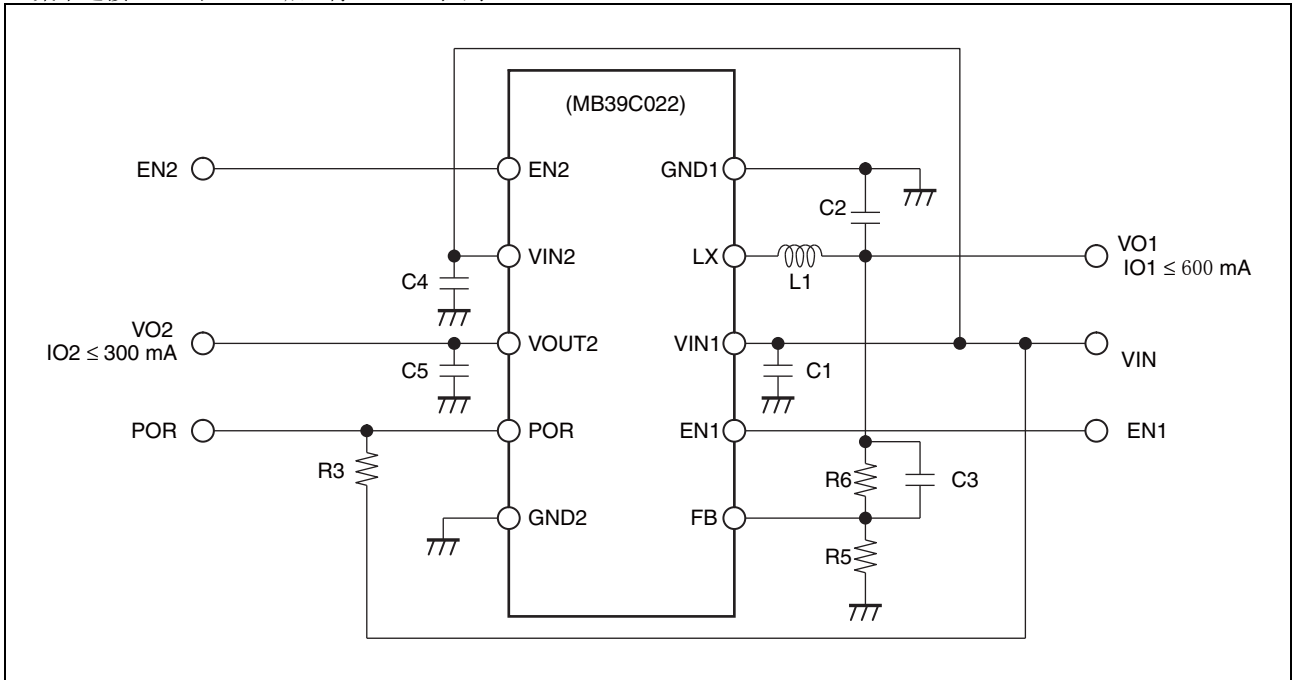 (MB39C022)
EN2
EN2
GND1
C2
VIN2
LX
L1
VO1
IO1 ≤ 600 mA
C4
VO2
IO2 ≤ 300 mA
VOUT2
VIN1
VIN
C5
C1
POR
POR
EN1
EN1
R3
R6
C3
GND2
FB
R5